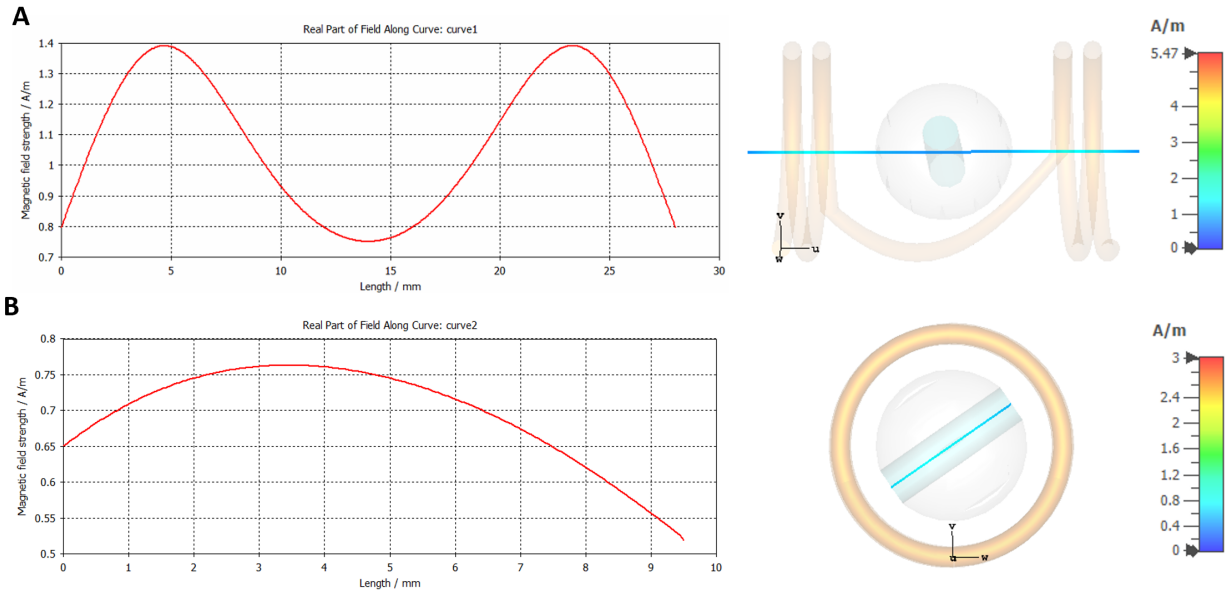 A
Real Part of Field Along Curve: curve1
Magnetic field strength / A/m
1.4
1.3
1.2
1.1
1
0.9
0.8
0.7
0
5
10
15
20
25
30
Length / mm
v
u
w
A/m
5.47
4
3
2
1
0
B
Real Part of Field Along Curve: curve2
Magnetic field strength / A/m
0.8
0.75
0.7
0.65
0.6
0.55
0.5
0
1
2
3
4
5
6
7
8
9
10
Length / mm
v
u
w
A/m
3
2.4
2
1.6
1.2
0.8
0.4
0